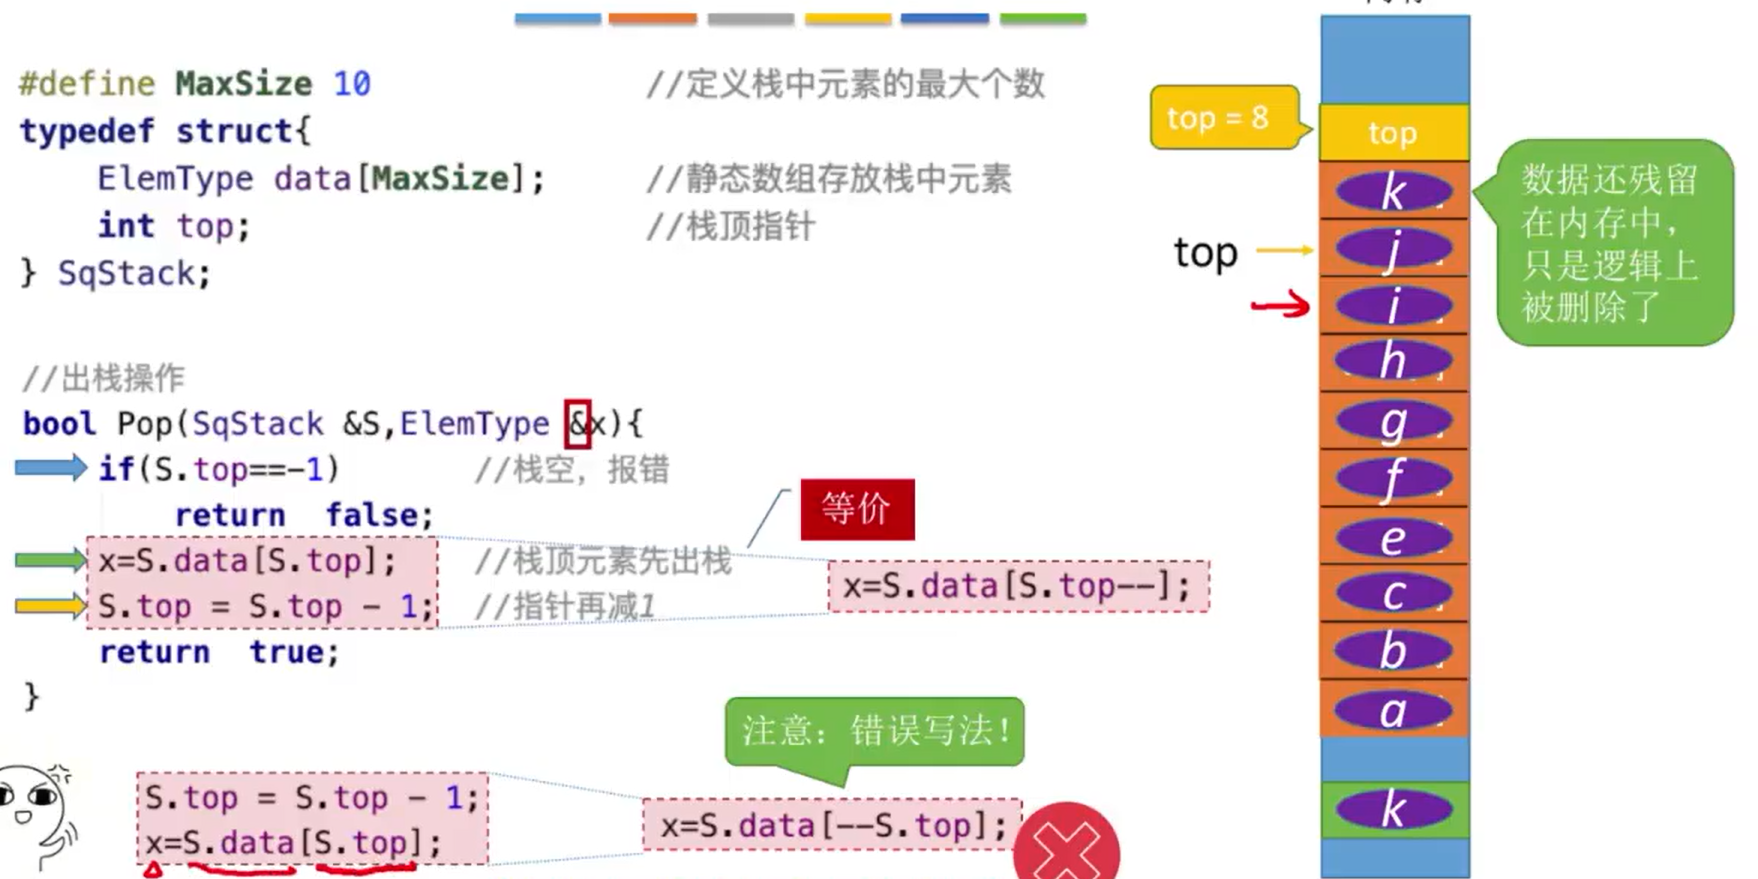 #define MaxSize 10 //定义栈中元素的最大个数
typedef struct{
ElemType data[MaxSize]; //静态数组存放栈中元素
int top; //栈顶指针
} SqStack;
//出栈操作
bool Pop(SqStack &S,ElemType &x){
if(S.top==-1) //栈空，报错
return false;
x=S.data[S.top]; //栈顶元素先出栈
S.top = S.top - 1; //指针再减1
return true;
}
等价
x=S.data[S.top--];
注意：错误写法！
S.top = S.top - 1;
x=S.data[S.top];
x=S.data[--S.top];
top = 8
top
k
j
i
h
g
f
e
c
b
a
k
top
数据还残留
在内存中，
只是逻辑上
被删除了